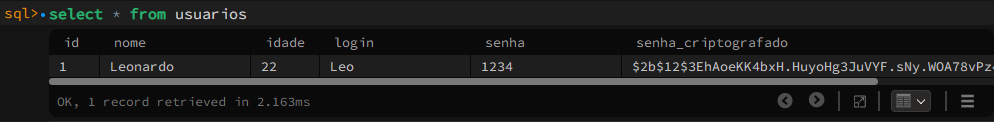 sql> select * from usuarios
id nome idade login senha senha_criptografado
1 Leonardo 22 Leo 1234 $2b$12$3EhAoeKK4bxH.HuyoHg3JuVYF.sNy.WOA78vPz
OK, 1 record retrieved in 2.163ms